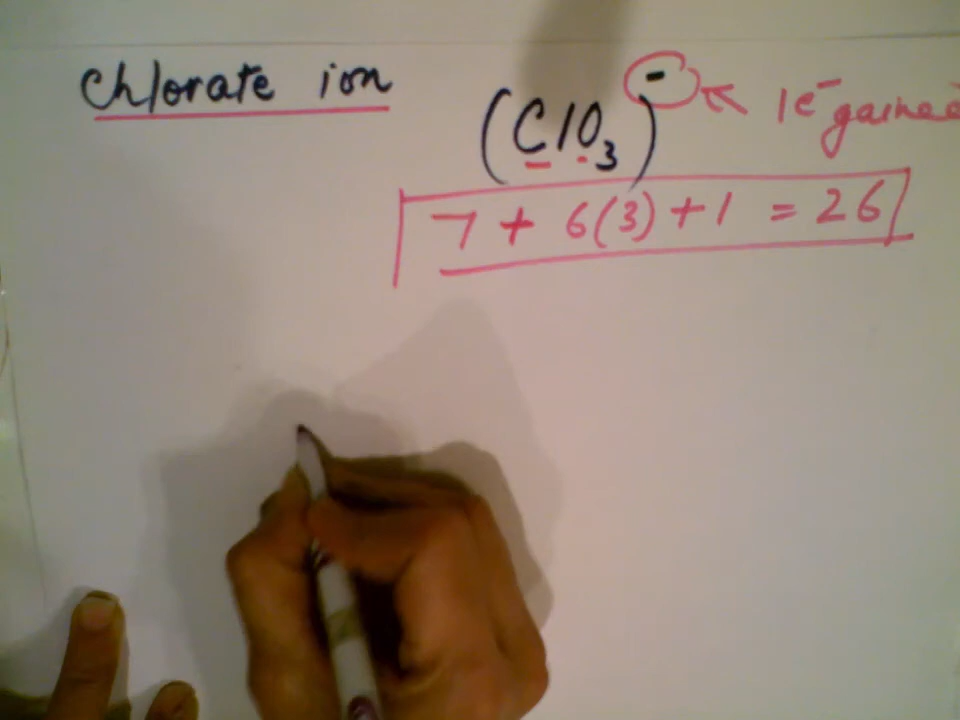 Chlorate ion
(ClO₃)⁻ ← 1e⁻ gained
7 + 6(3) + 1 = 26